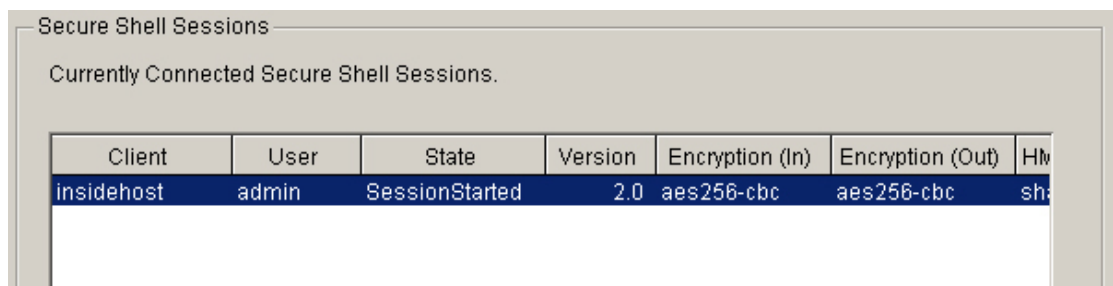 Secure Shell Sessions
Currently Connected Secure Shell Sessions.
Client User State Version Encryption (In) Encryption (Out)
insidehost admin SessionStarted 2.0 aes256-cbc aes256-cbc